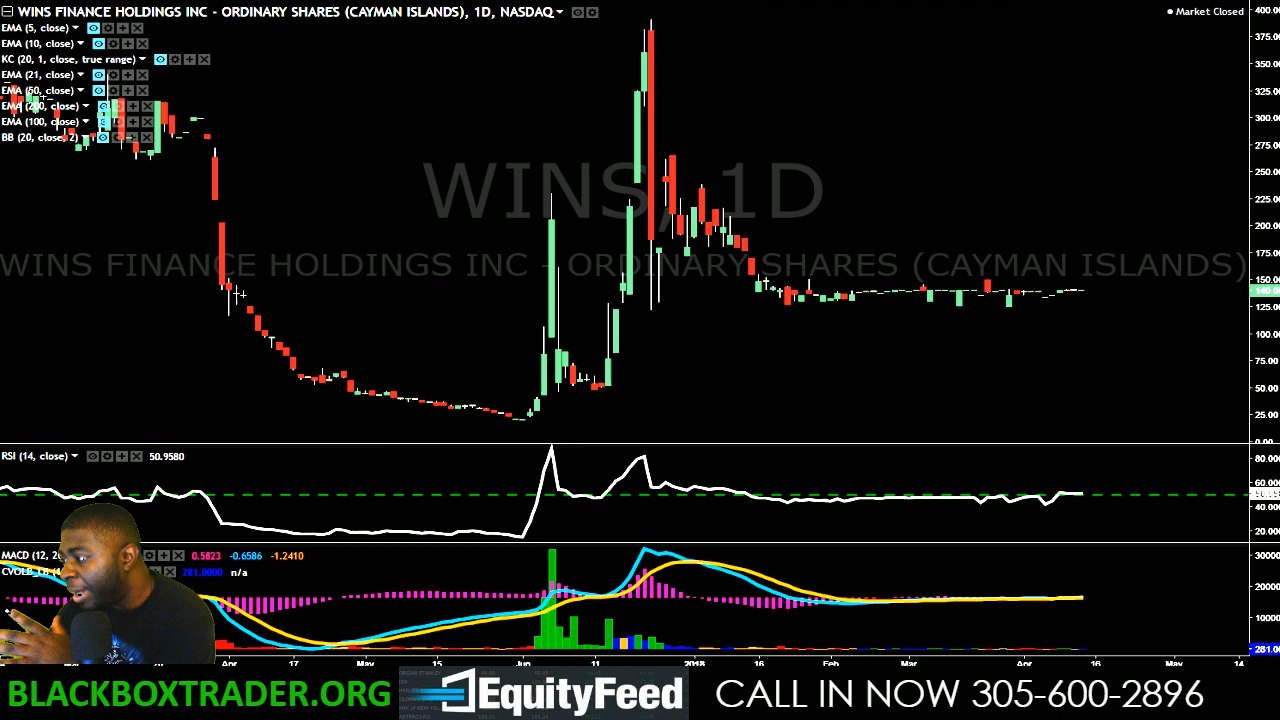 WINS FINANCE HOLDINGS INC - ORDINARY SHARES (CAYMAN ISLANDS), 1D, NASDAQ
Market Closed
EMA (5, close)
EMA (10, close)
KC (20, 1, close, true range)
EMA (21, close)
EMA (50, close)
EMA (200, close)
EMA (100, close)
BB (20, close, 2)
WINS, 1D
WINS FINANCE HOLDINGS INC - ORDINARY SHARES (CAYMAN ISLANDS)
400.00
375.00
350.00
325.00
300.00
275.00
250.00
225.00
200.00
175.00
150.00
140.00
125.00
100.00
75.00
50.00
25.00
0.00
RSI (14, close) 50.9580
80.000
60.000
40.000
20.000
MACD (12, 0.5823 -0.6586 -1.2410
281.0000 n/a
30000
20000
10000
281.00
Apr 17 May 15 Jun 11 2018 16 Feb Mar Apr 16 May 14
BLACKBOXTRADER.ORG
EquityFeed
CALL IN NOW 305-600-2896